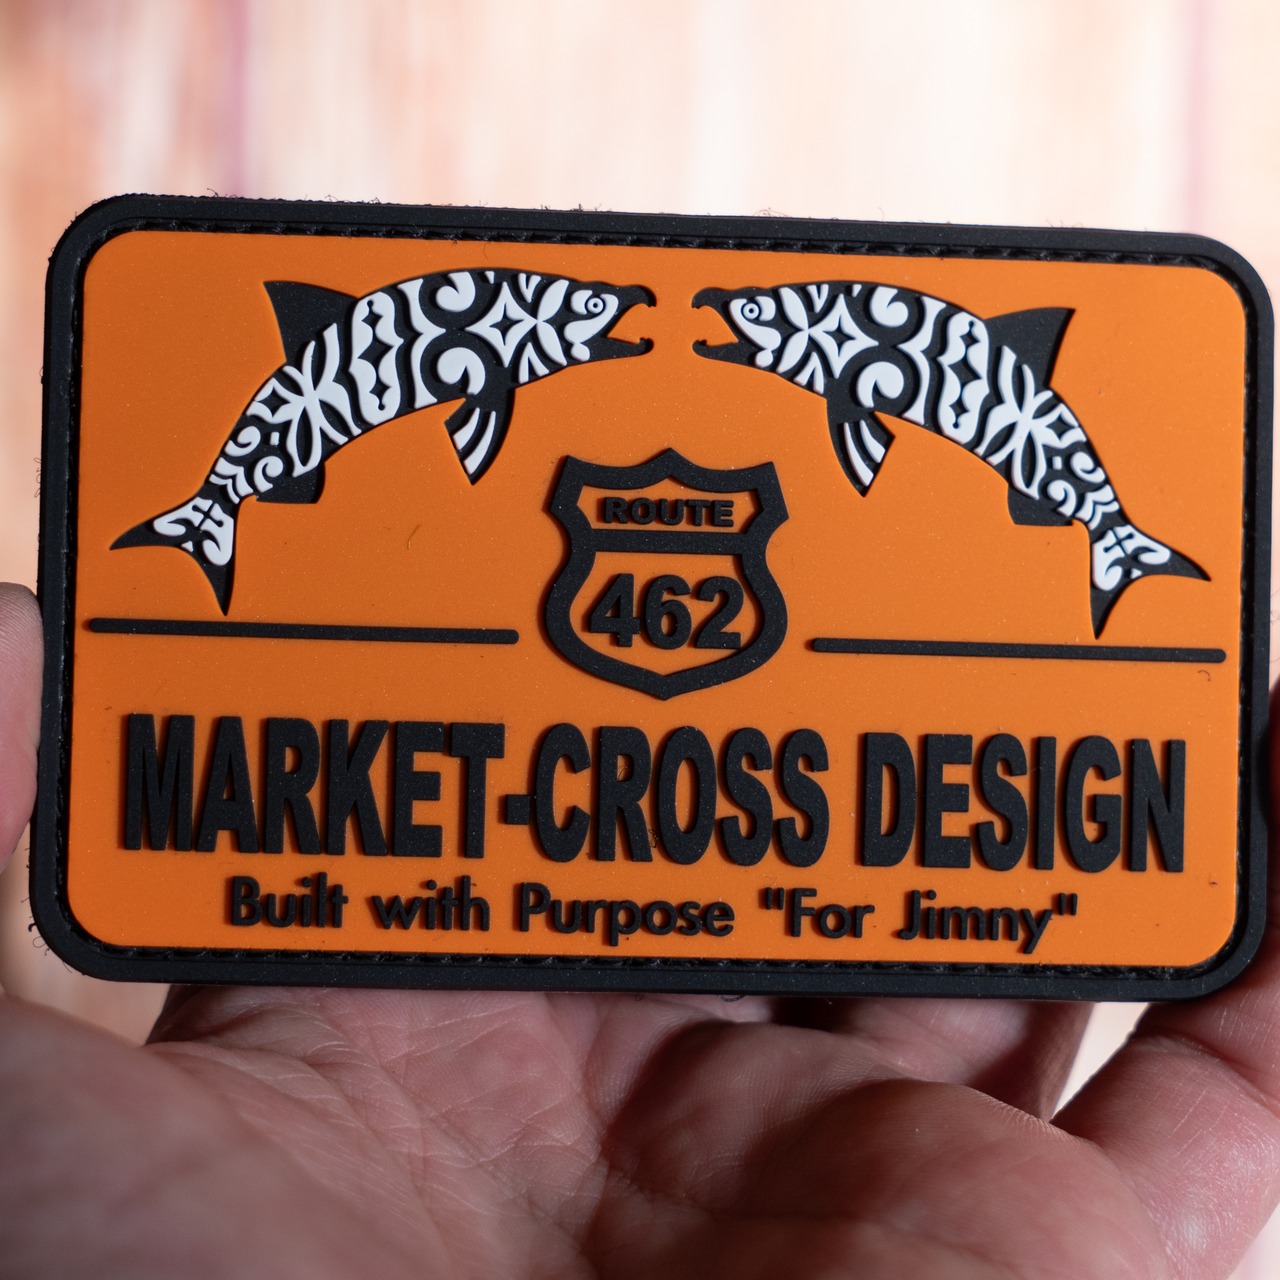 ROUTE
462
MARKET-CROSS DESIGN
Built with Purpose "For Jimny"